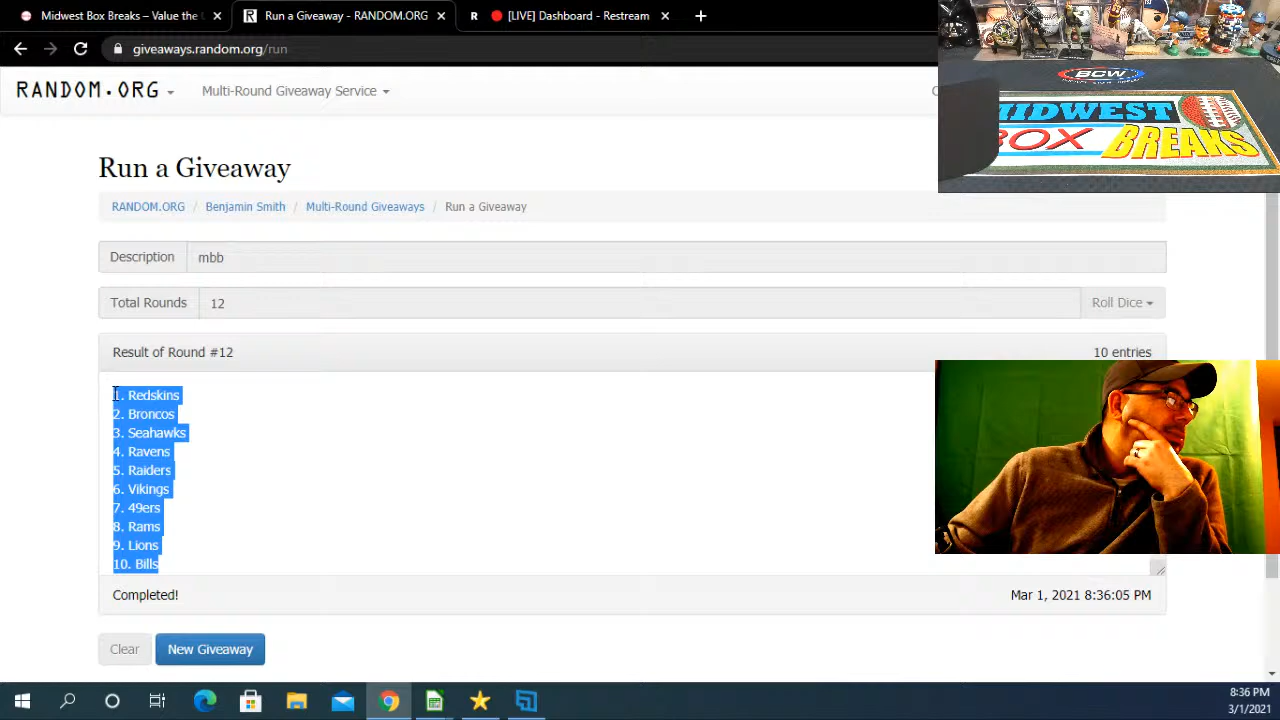 Midwest Box Breaks – Value the
Run a Giveaway - RANDOM.ORG
[LIVE] Dashboard - Restream
giveaways.random.org/run
RANDOM.ORG
Multi-Round Giveaway Service
BCW
MIDWEST
BOX BREAKS
Run a Giveaway
RANDOM.ORG / Benjamin Smith / Multi-Round Giveaways / Run a Giveaway
Description mbb
Total Rounds 12 Roll Dice
Result of Round #12 10 entries
1. Redskins
2. Broncos
3. Seahawks
4. Ravens
5. Raiders
6. Vikings
7. 49ers
8. Rams
9. Lions
10. Bills
Completed! Mar 1, 2021 8:36:05 PM
Clear New Giveaway
8:36 PM
3/1/2021